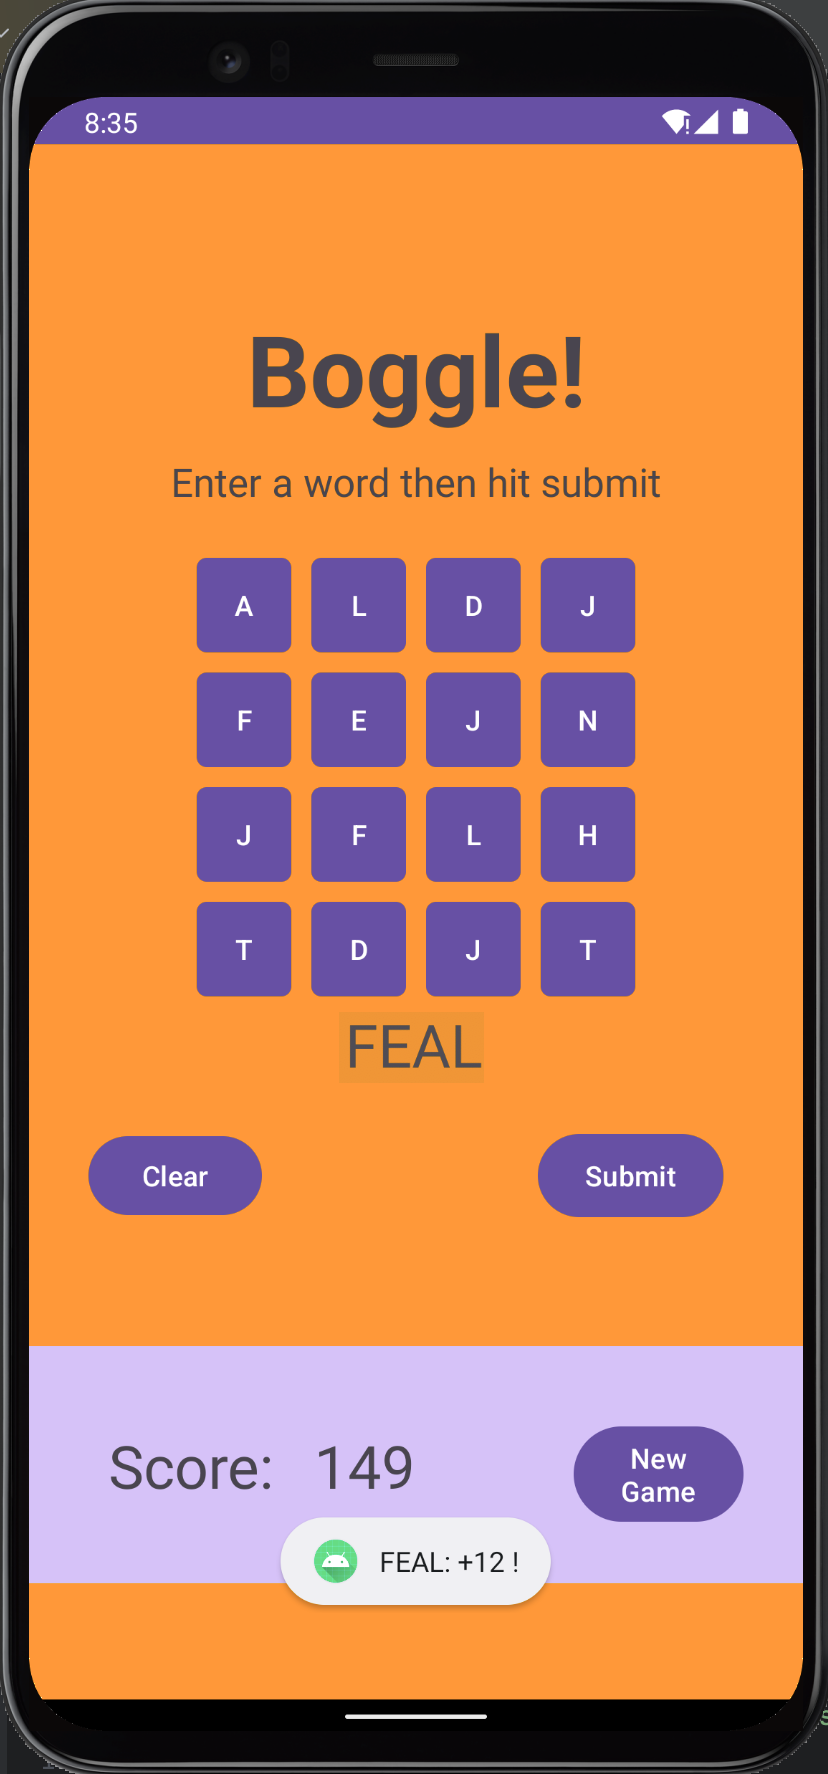 8:35
Boggle!
Enter a word then hit submit
A L D J
F E J N
J F L H
T D J T
FEAL
Clear Submit
Score: 149
New
Game
FEAL: +12 !